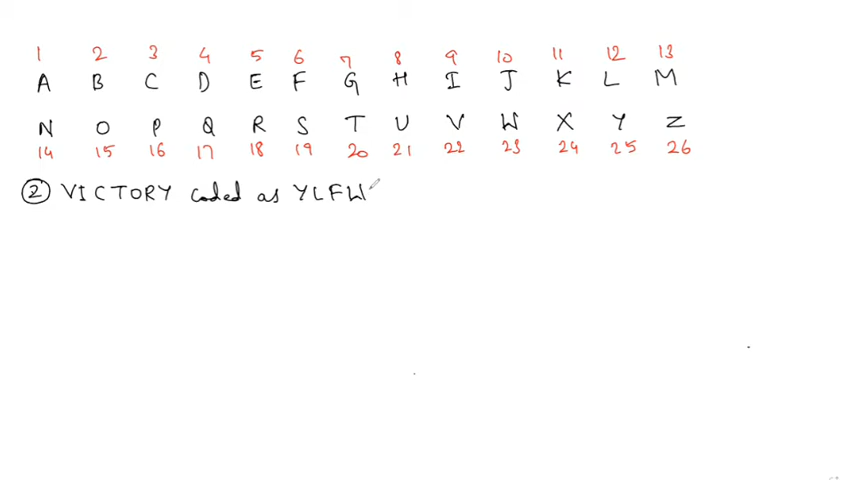 1 2 3 4 5 6 7 8 9 10 11 12 13
A B C D E F G H I J K L M
N O P Q R S T U V W X Y Z
14 15 16 17 18 19 20 21 22 23 24 25 26
2 VICTORY coded as YLFW